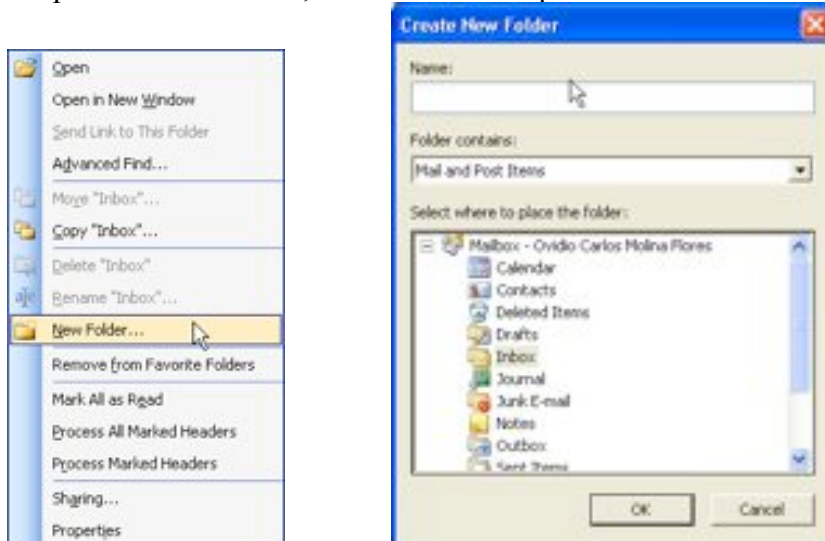 Open
Open in New Window
Send Link to This Folder
Advanced Find...
Move "Inbox"...
Copy "Inbox"...
Delete "Inbox"
Rename "Inbox"...
New Folder...
Remove from Favorite Folders
Mark All as Read
Process All Marked Headers
Process Marked Headers
Sharing...
Properties
Create New Folder
Name:
Folder contains:
Mail and Post Items
Select where to place the folder:
Mailbox - Ovidio Carlos Molina Flores
Calendar
Contacts
Deleted Items
Drafts
Inbox
Journal
Junk E-mail
Notes
Outbox
Sent Items
OK
Cancel